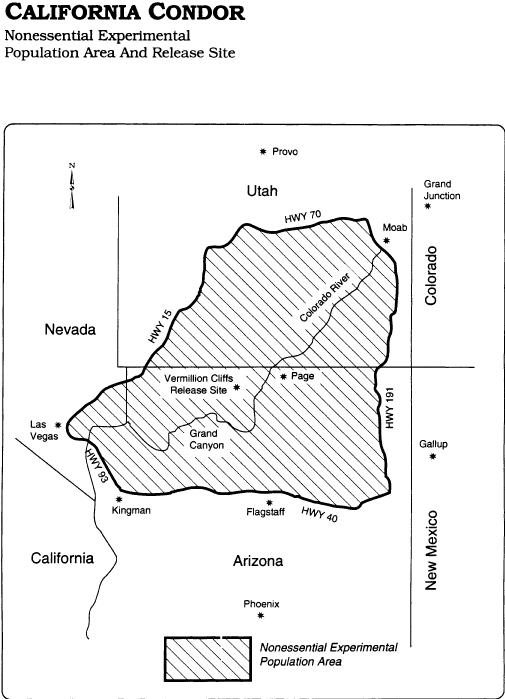 CALIFORNIA CONDOR
Nonessential Experimental
Population Area And Release Site
N
Provo
Utah
Grand
Junction
HWY 70
Moab
Colorado
Colorado River
HWY 15
Nevada
Vermillion Cliffs
Release Site
Page
HWY 191
Las
Vegas
Grand
Canyon
Gallup
HWY 93
Kingman
Flagstaff
HWY 40
California
Arizona
New Mexico
Phoenix
Nonessential Experimental
Population Area